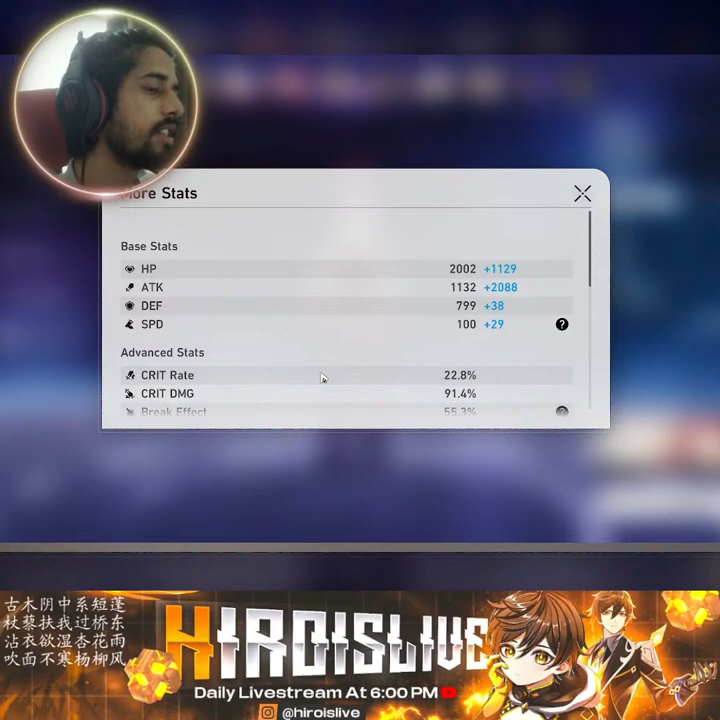 More Stats
Base Stats
HP 2002 +1129
ATK 1132 +2088
DEF 799 +38
SPD 100 +29 ?
Advanced Stats
CRIT Rate 22.8%
CRIT DMG 91.4%
Break Effect 55.3% ?
古木阴中系短蓬
杖藜扶我过桥东
沾衣欲湿杏花雨
吹面不寒杨柳风
HIROISLIVE
Daily Livestream At 6:00 PM
@hiroislive